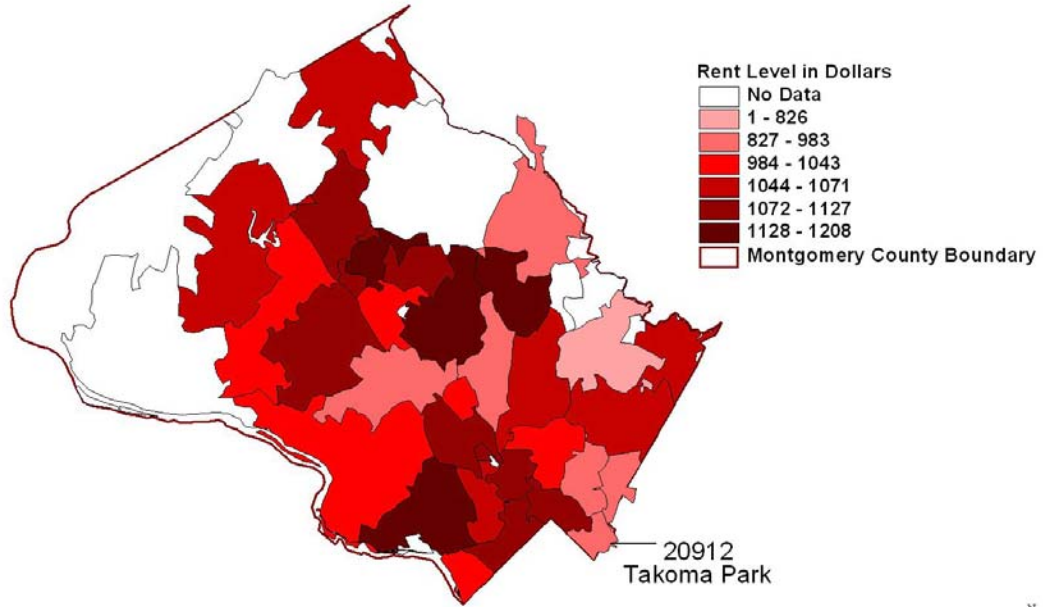 Rent Level in Dollars
No Data
1 - 826
827 - 983
984 - 1043
1044 - 1071
1072 - 1127
1128 - 1208
Montgomery County Boundary
20912
Takoma Park